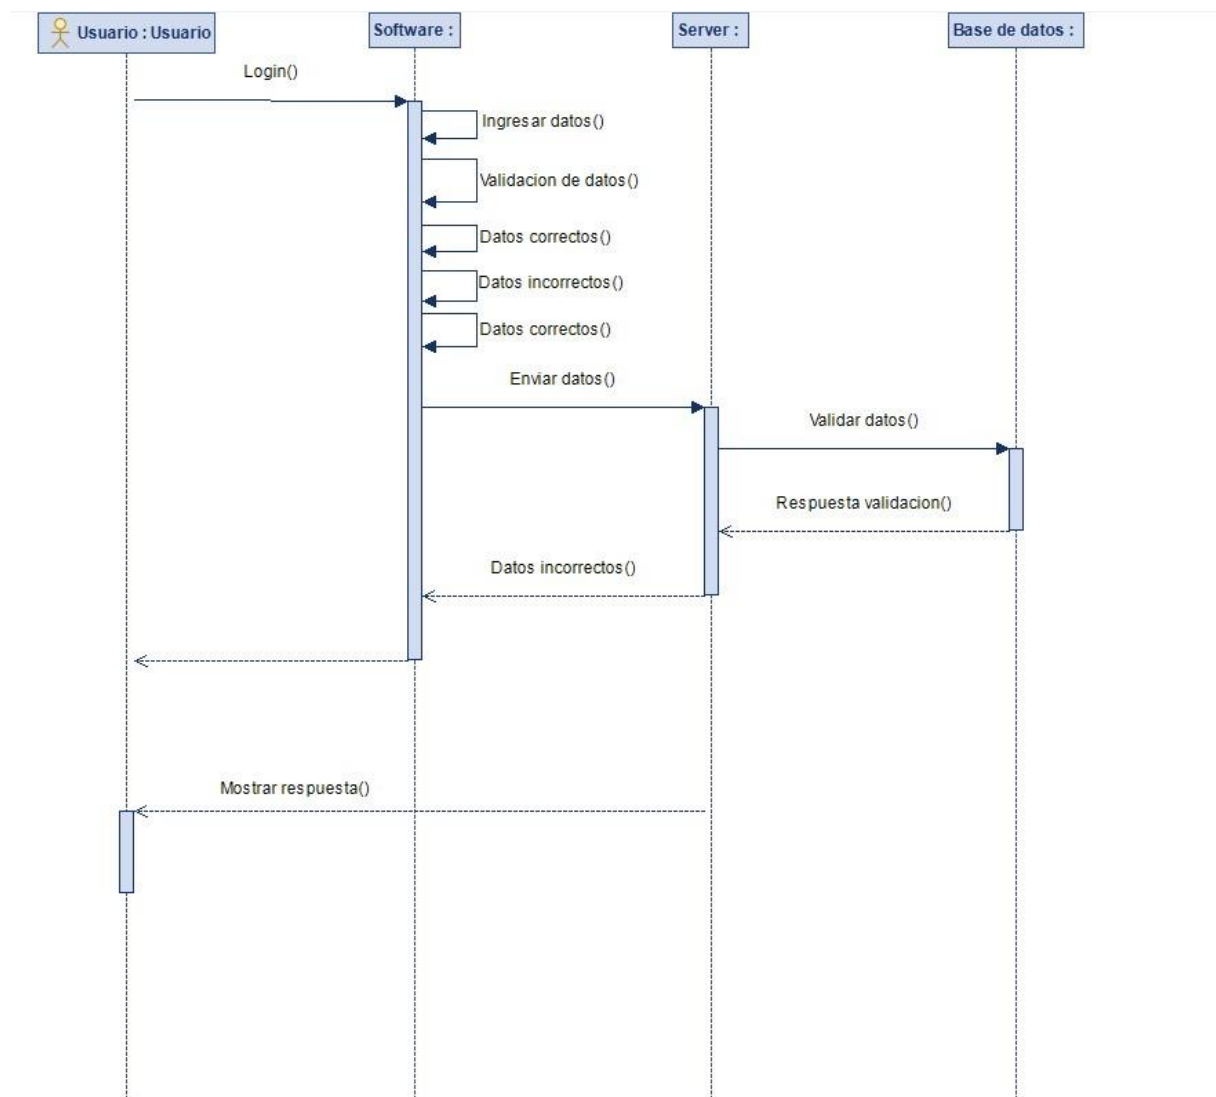 Usuario : Usuario
Software :
Server :
Base de datos :
Login()
Ingresar datos()
Validacion de datos()
Datos correctos()
Datos incorrectos()
Datos correctos()
Enviar datos()
Validar datos()
Respuesta validacion()
Datos incorrectos()
Mostrar respuesta()